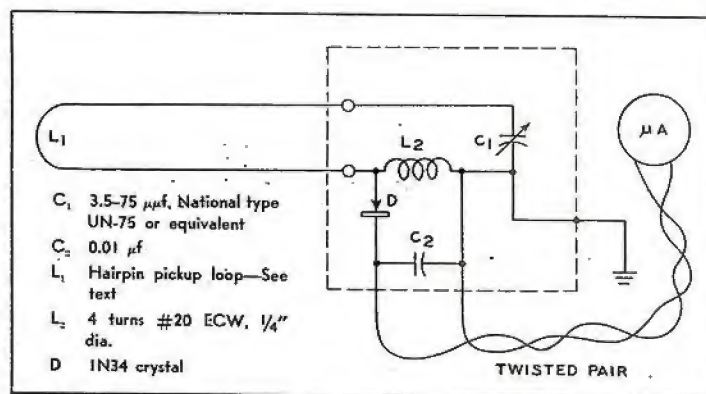 L1
L2
C1
μA
D
C2
C1 3.5-75 μμf, National type
UN-75 or equivalent
C2 0.01 μf
L1 Hairpin pickup loop—See
text
L2 4 turns #20 ECW, 1/4"
dia.
D 1N34 crystal
TWISTED PAIR